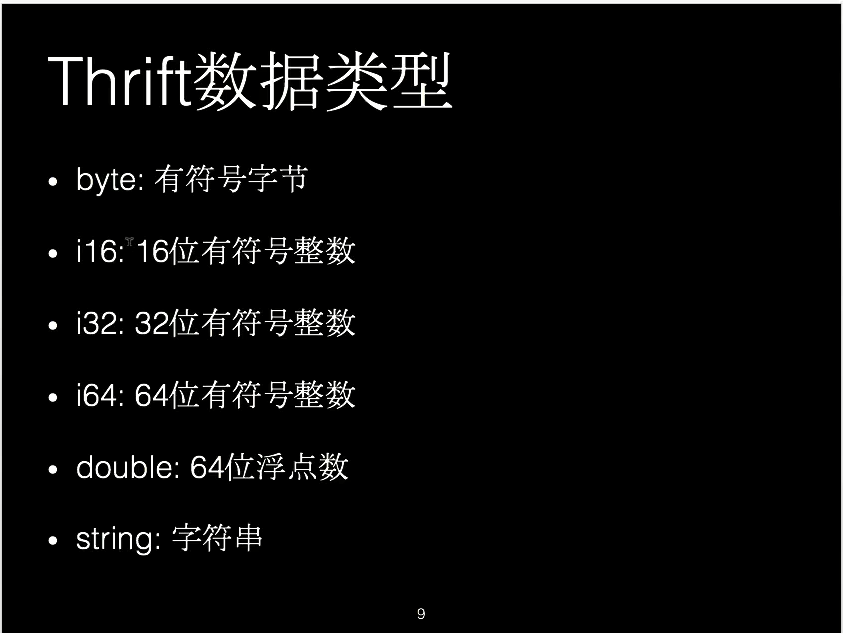 Thrift数据类型
• byte: 有符号字节
• i16: 16位有符号整数
• i32: 32位有符号整数
• i64: 64位有符号整数
• double: 64位浮点数
• string: 字符串
9